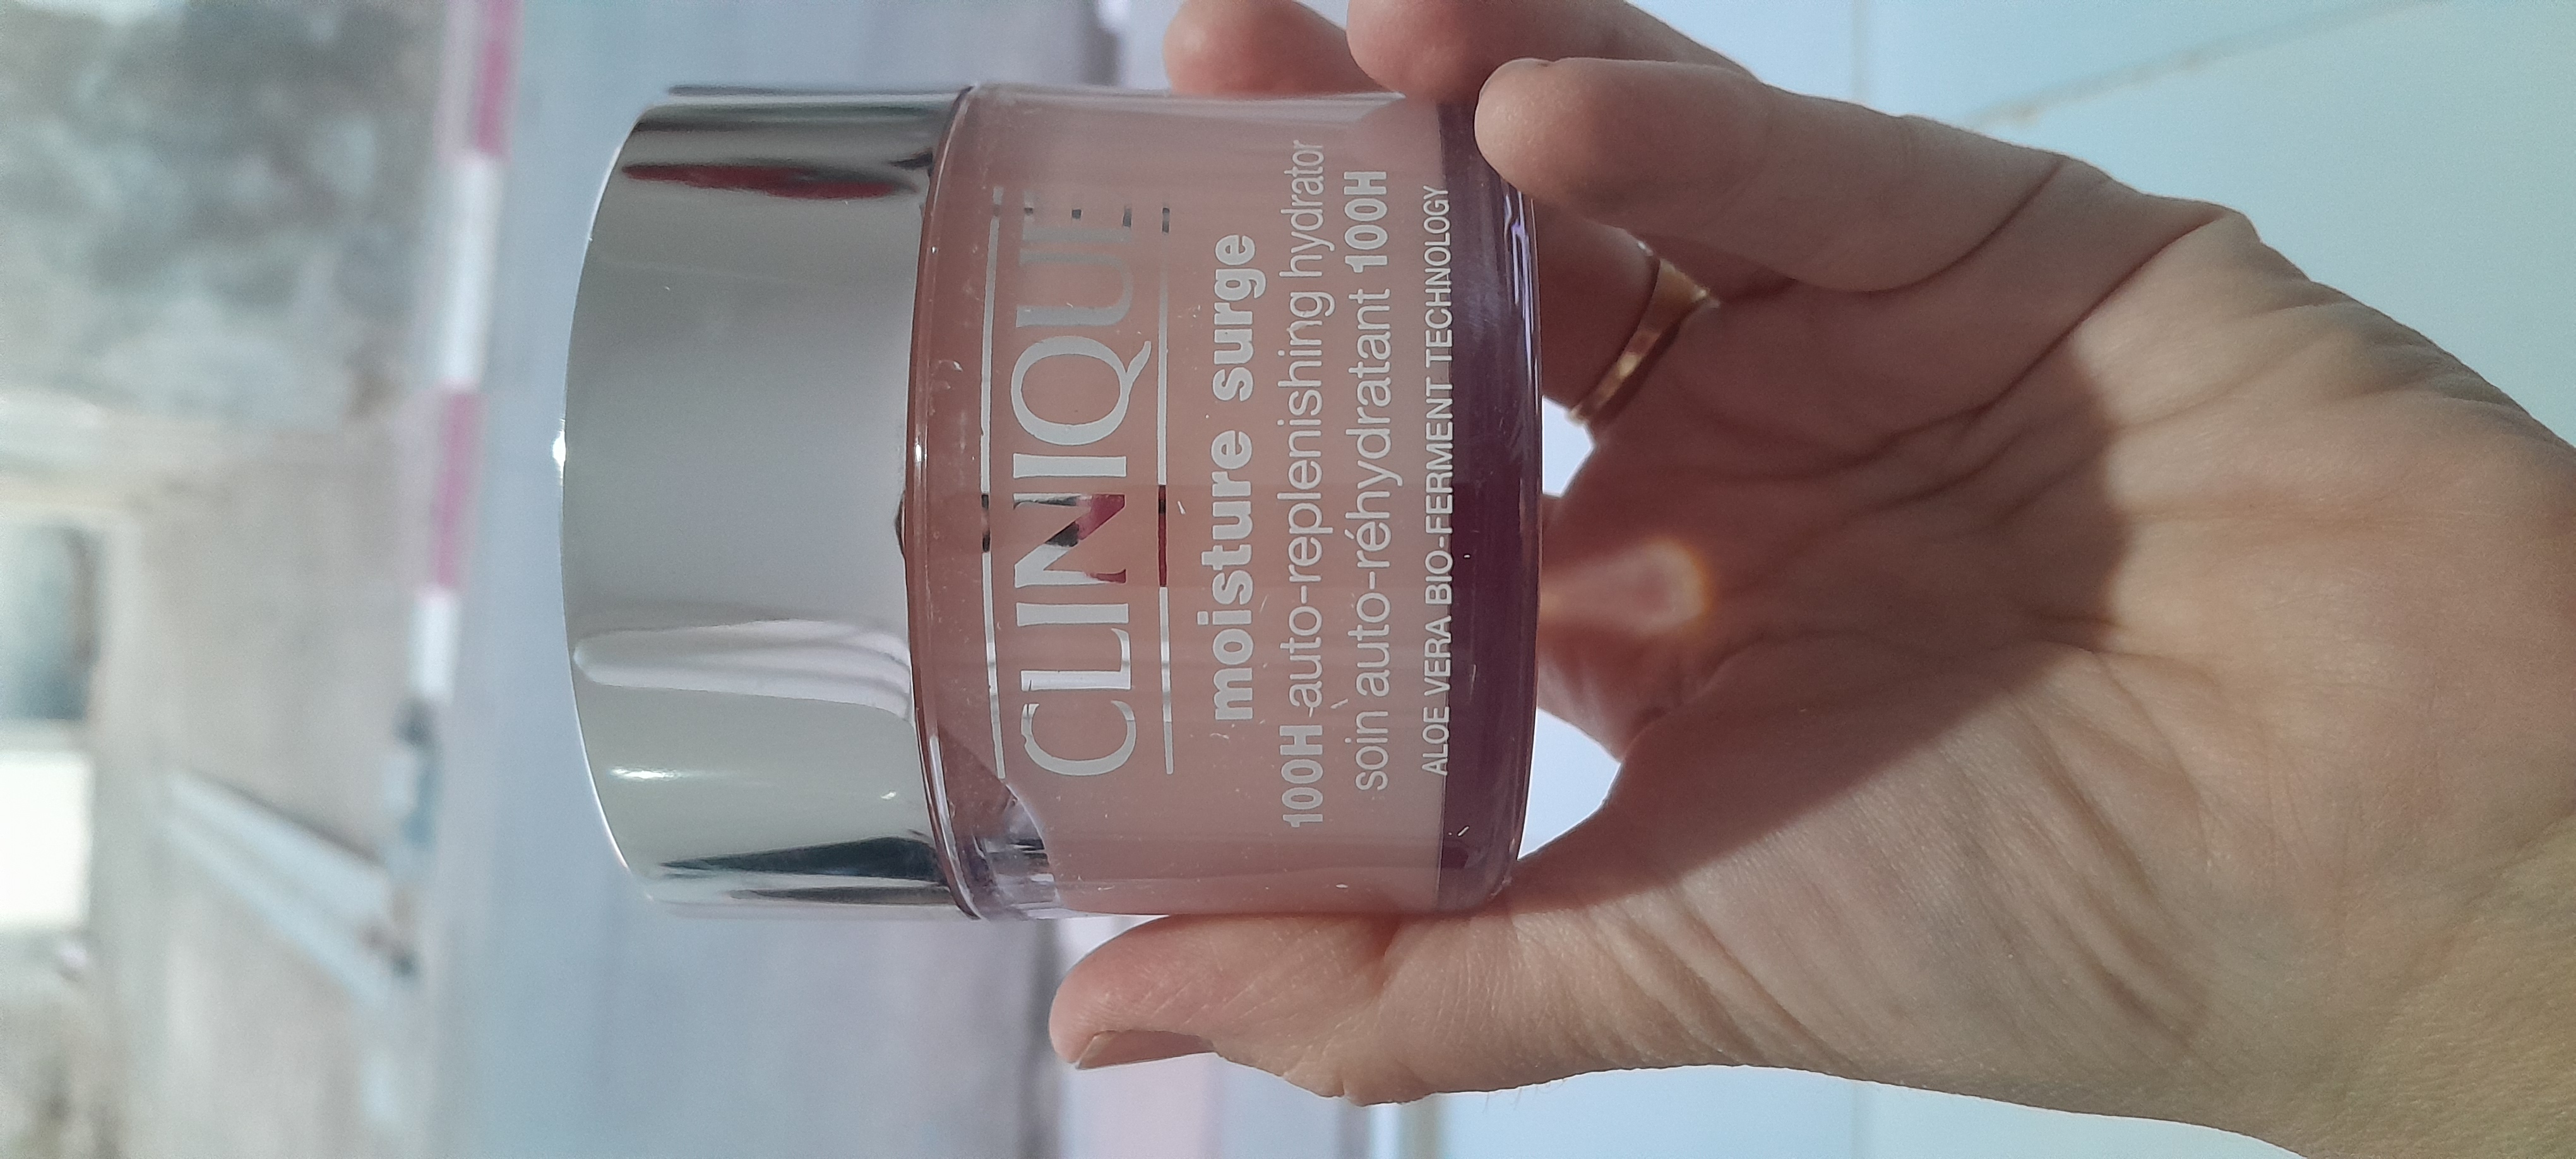 CLINIQUE
moisture surge
100H auto-replenishing hydrator
soin auto-réhydratant 100H
ALOE VERA BIO-FERMENT TECHNOLOGY